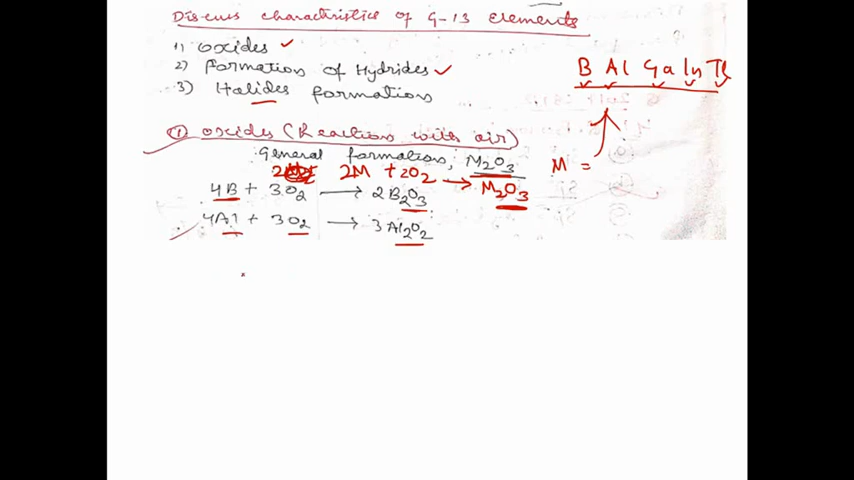 Discuss characteristics of G-13 elements
1) Oxides ✓
2) Formation of Hydrides ✓
3) Halides formations
B Al Ga In Tl
① Oxides (Reaction with air)
General formation, M₂O₃
M =
2M + 2O₂ → M₂O₃
4B + 3O₂ → 2B₂O₃
4Al + 3O₂ → 3Al₂O₂